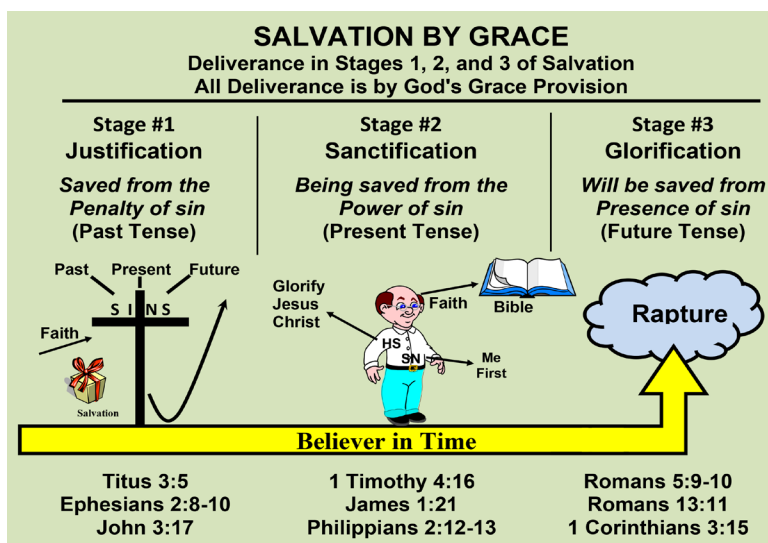 SALVATION BY GRACE
Deliverance in Stages 1, 2, and 3 of Salvation
All Deliverance is by God's Grace Provision
Stage #1
Justification
Saved from the
Penalty of sin
(Past Tense)
Past Present Future
S I N S
Faith
Salvation
Stage #2
Sanctification
Being saved from the
Power of sin
(Present Tense)
Glorify
Jesus
Christ
Faith
Bible
HS
SN
Me
First
Stage #3
Glorification
Will be saved from
Presence of sin
(Future Tense)
Rapture
Believer in Time
Titus 3:5
Ephesians 2:8-10
John 3:17
1 Timothy 4:16
James 1:21
Philippians 2:12-13
Romans 5:9-10
Romans 13:11
1 Corinthians 3:15